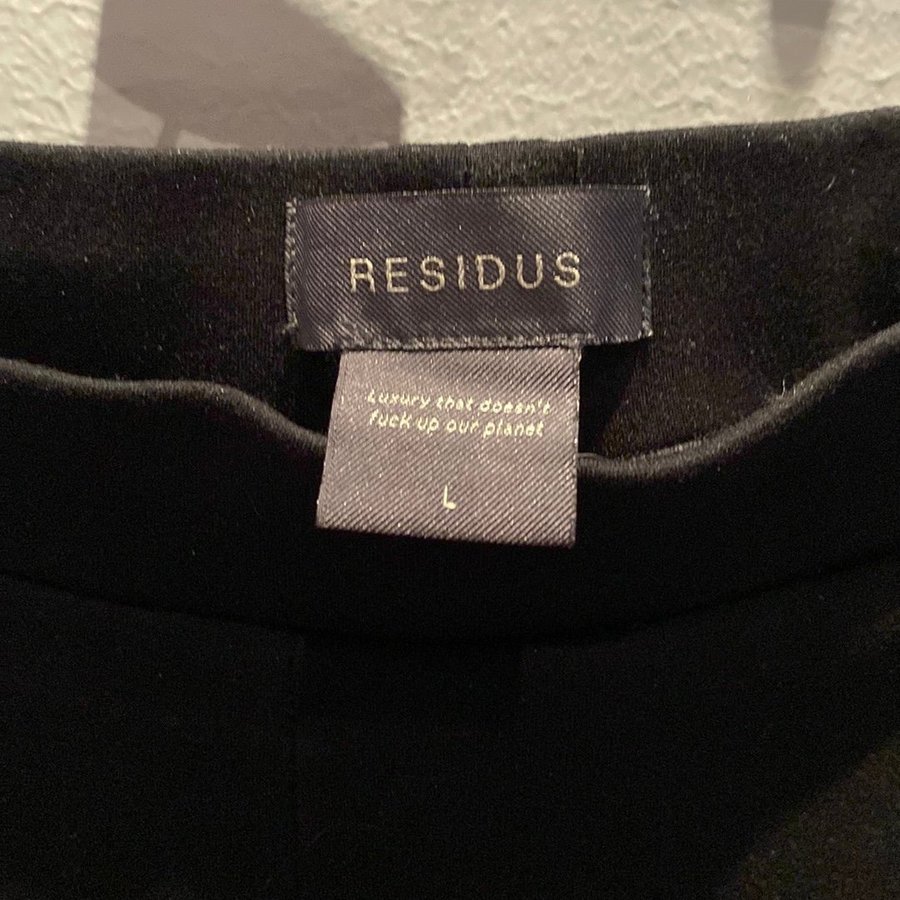 RESIDUS
Luxury that doesn't
fuck up our planet
L